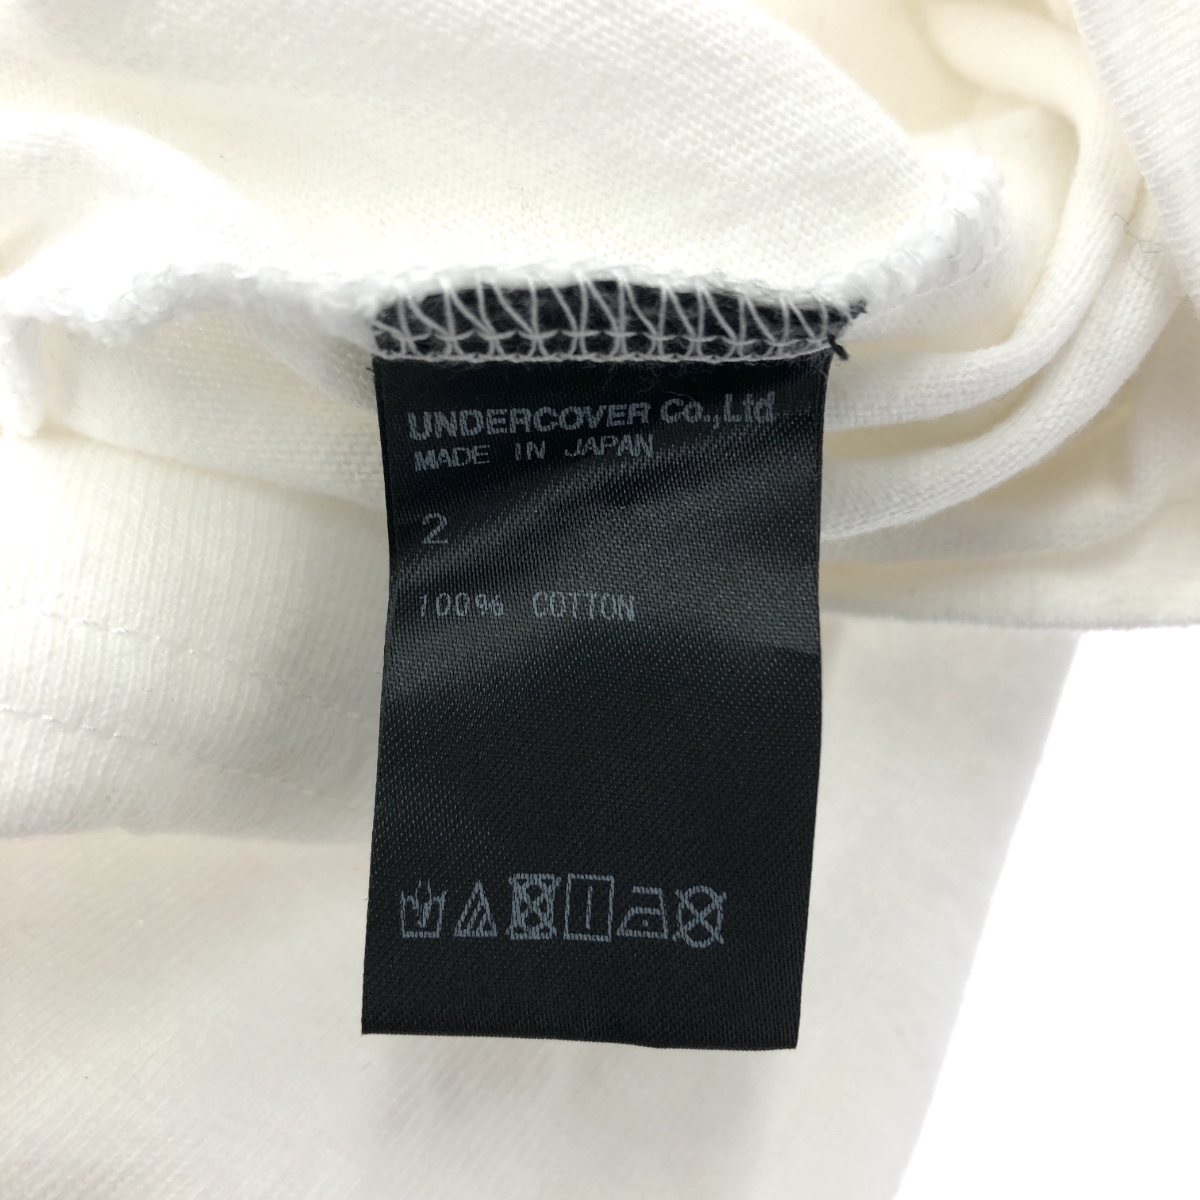 UNDERCOVER Co.,Ltd
MADE IN JAPAN
2
100% COTTON